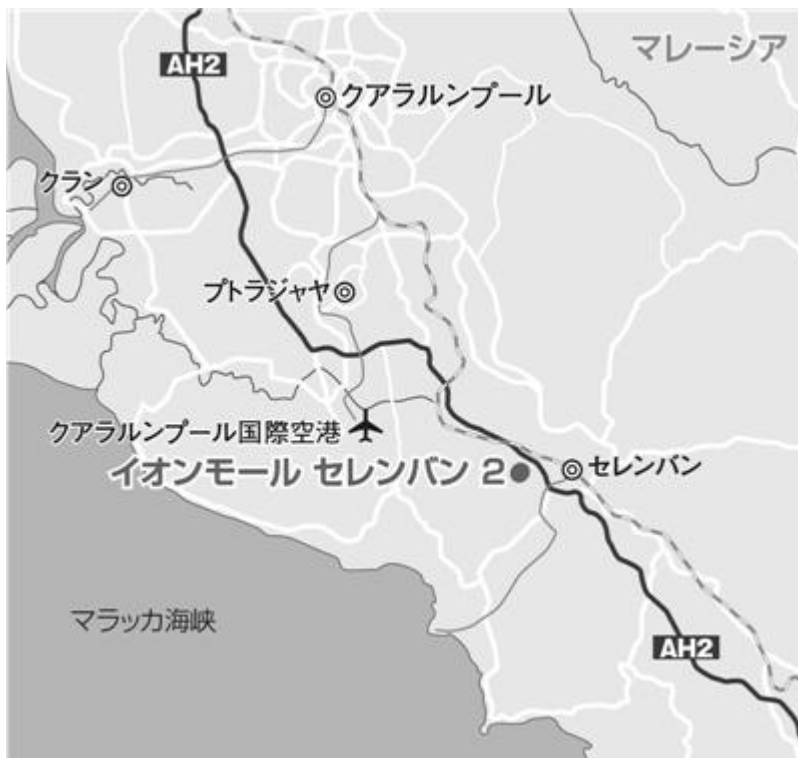 マレーシア
AH2
クアラルンプール
クラン
プトラジャヤ
クアラルンプール国際空港
イオンモール セレンバン 2
セレンバン
マラッカ海峡
AH2